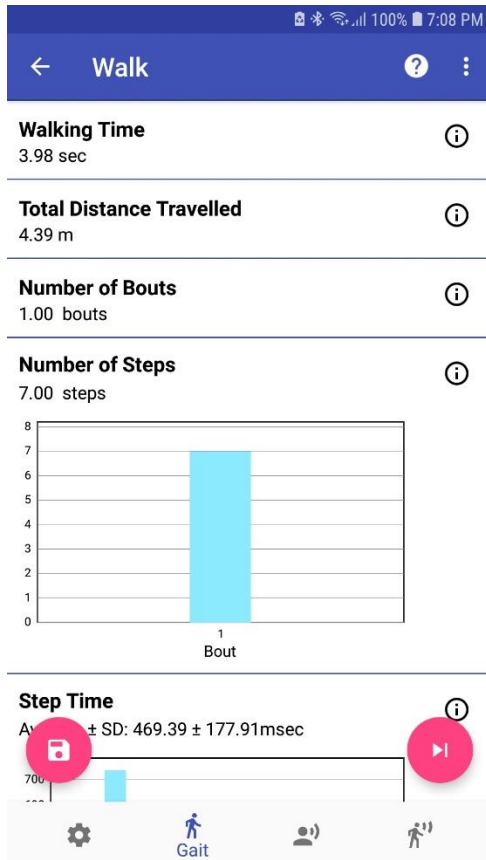 100% 7:08 PM
Walk
Walking Time
3.98 sec
Total Distance Travelled
4.39 m
Number of Bouts
1.00 bouts
Number of Steps
7.00 steps
8
7
6
5
4
3
2
1
0
1
Bout
Step Time
± SD: 469.39 ± 177.91msec
700
Gait